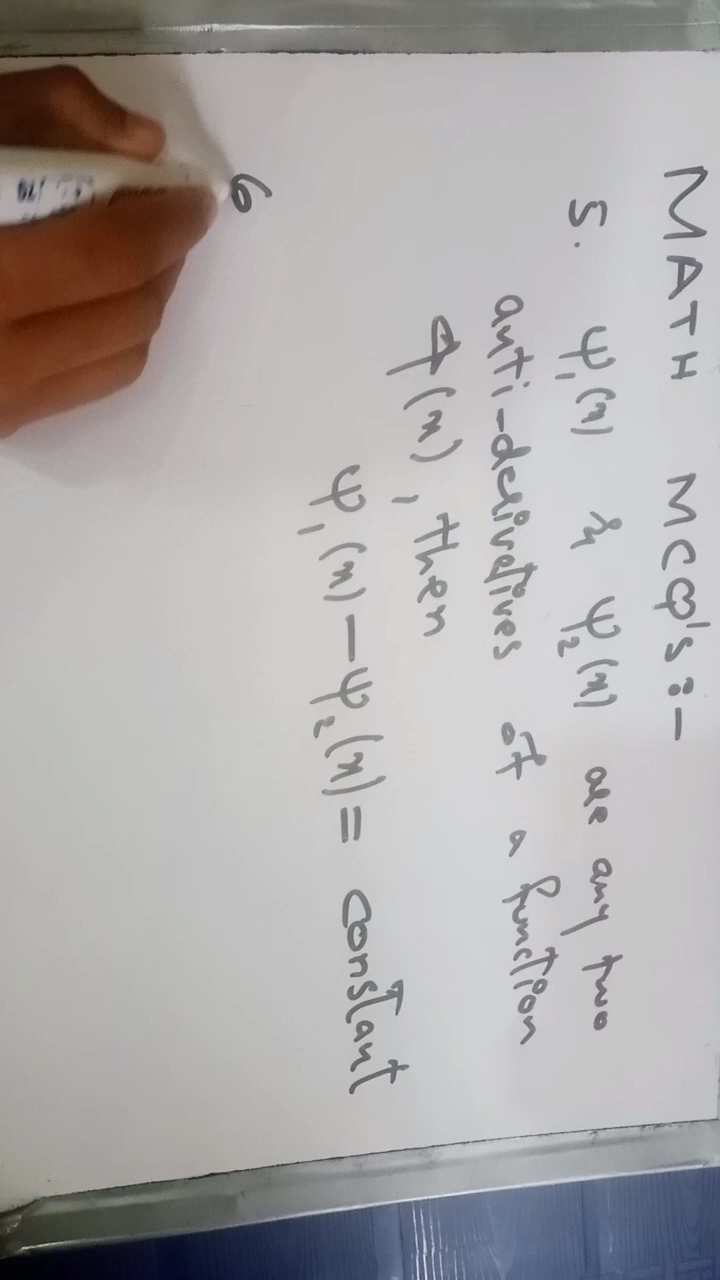 MATH MCQ's :-
5. ψ₁(x) & ψ₂(x) are any two
anti-derivatives of a function
φ(x), then
ψ₁(x) - ψ₂(x) = constant
6